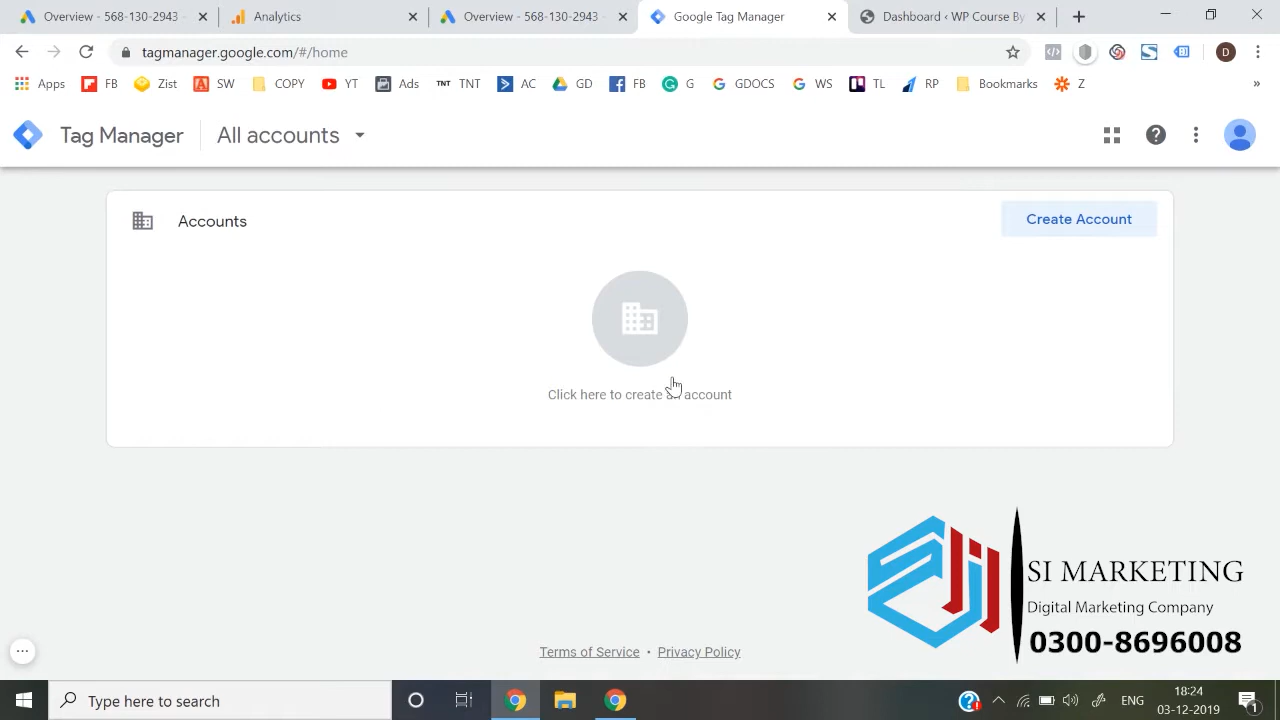 Overview - 568-130-2943 -
Analytics
Overview - 568-130-2943 -
Google Tag Manager
Dashboard ‹ WP Course By
tagmanager.google.com/#/home
D
Apps
FB
Zist
SW
COPY
YT
Ads
TNT TNT
AC
GD
FB
G
GDOCS
WS
TL
RP
Bookmarks
Z
»
Tag Manager
All accounts
Accounts
Create Account
Click here to create an account
SI MARKETING
Digital Marketing Company
0300-8696008
Terms of Service • Privacy Policy
Type here to search
ENG
18:24
03-12-2019
1